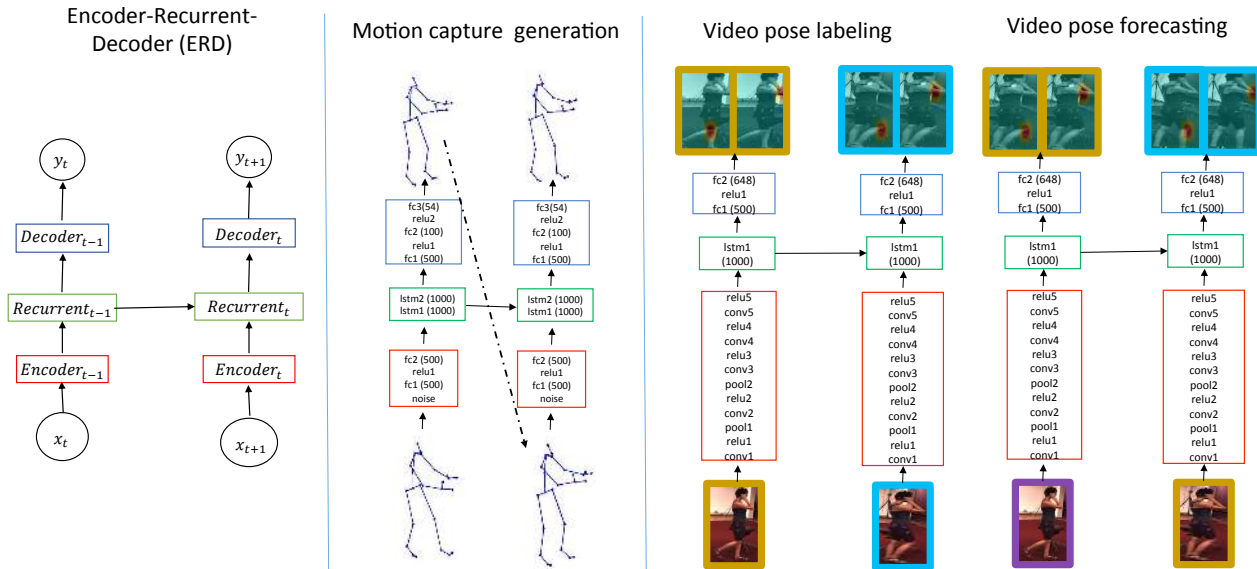 Encoder-Recurrent-
Decoder (ERD)
y_t
y_{t+1}
Decoder_{t−1}
Decoder_t
Recurrent_{t−1}
Recurrent_t
Encoder_{t−1}
Encoder_t
x_t
x_{t+1}
Motion capture generation
fc3(54)
relu2
fc2 (100)
relu1
fc1 (500)
lstm2 (1000)
lstm1 (1000)
fc2 (500)
relu1
fc1 (500)
noise
fc3(54)
relu2
fc2 (100)
relu1
fc1 (500)
lstm2 (1000)
lstm1 (1000)
fc2 (500)
relu1
fc1 (500)
noise
Video pose labeling
fc2 (648)
relu1
fc1 (500)
lstm1
(1000)
relu5
conv5
relu4
conv4
relu3
conv3
pool2
relu2
conv2
pool1
relu1
conv1
fc2 (648)
relu1
fc1 (500)
lstm1
(1000)
relu5
conv5
relu4
conv4
relu3
conv3
pool2
relu2
conv2
pool1
relu1
conv1
Video pose forecasting
fc2 (648)
relu1
fc1 (500)
lstm1
(1000)
relu5
conv5
relu4
conv4
relu3
conv3
pool2
relu2
conv2
pool1
relu1
conv1
fc2 (648)
relu1
fc1 (500)
lstm1
(1000)
relu5
conv5
relu4
conv4
relu3
conv3
pool2
relu2
conv2
pool1
relu1
conv1